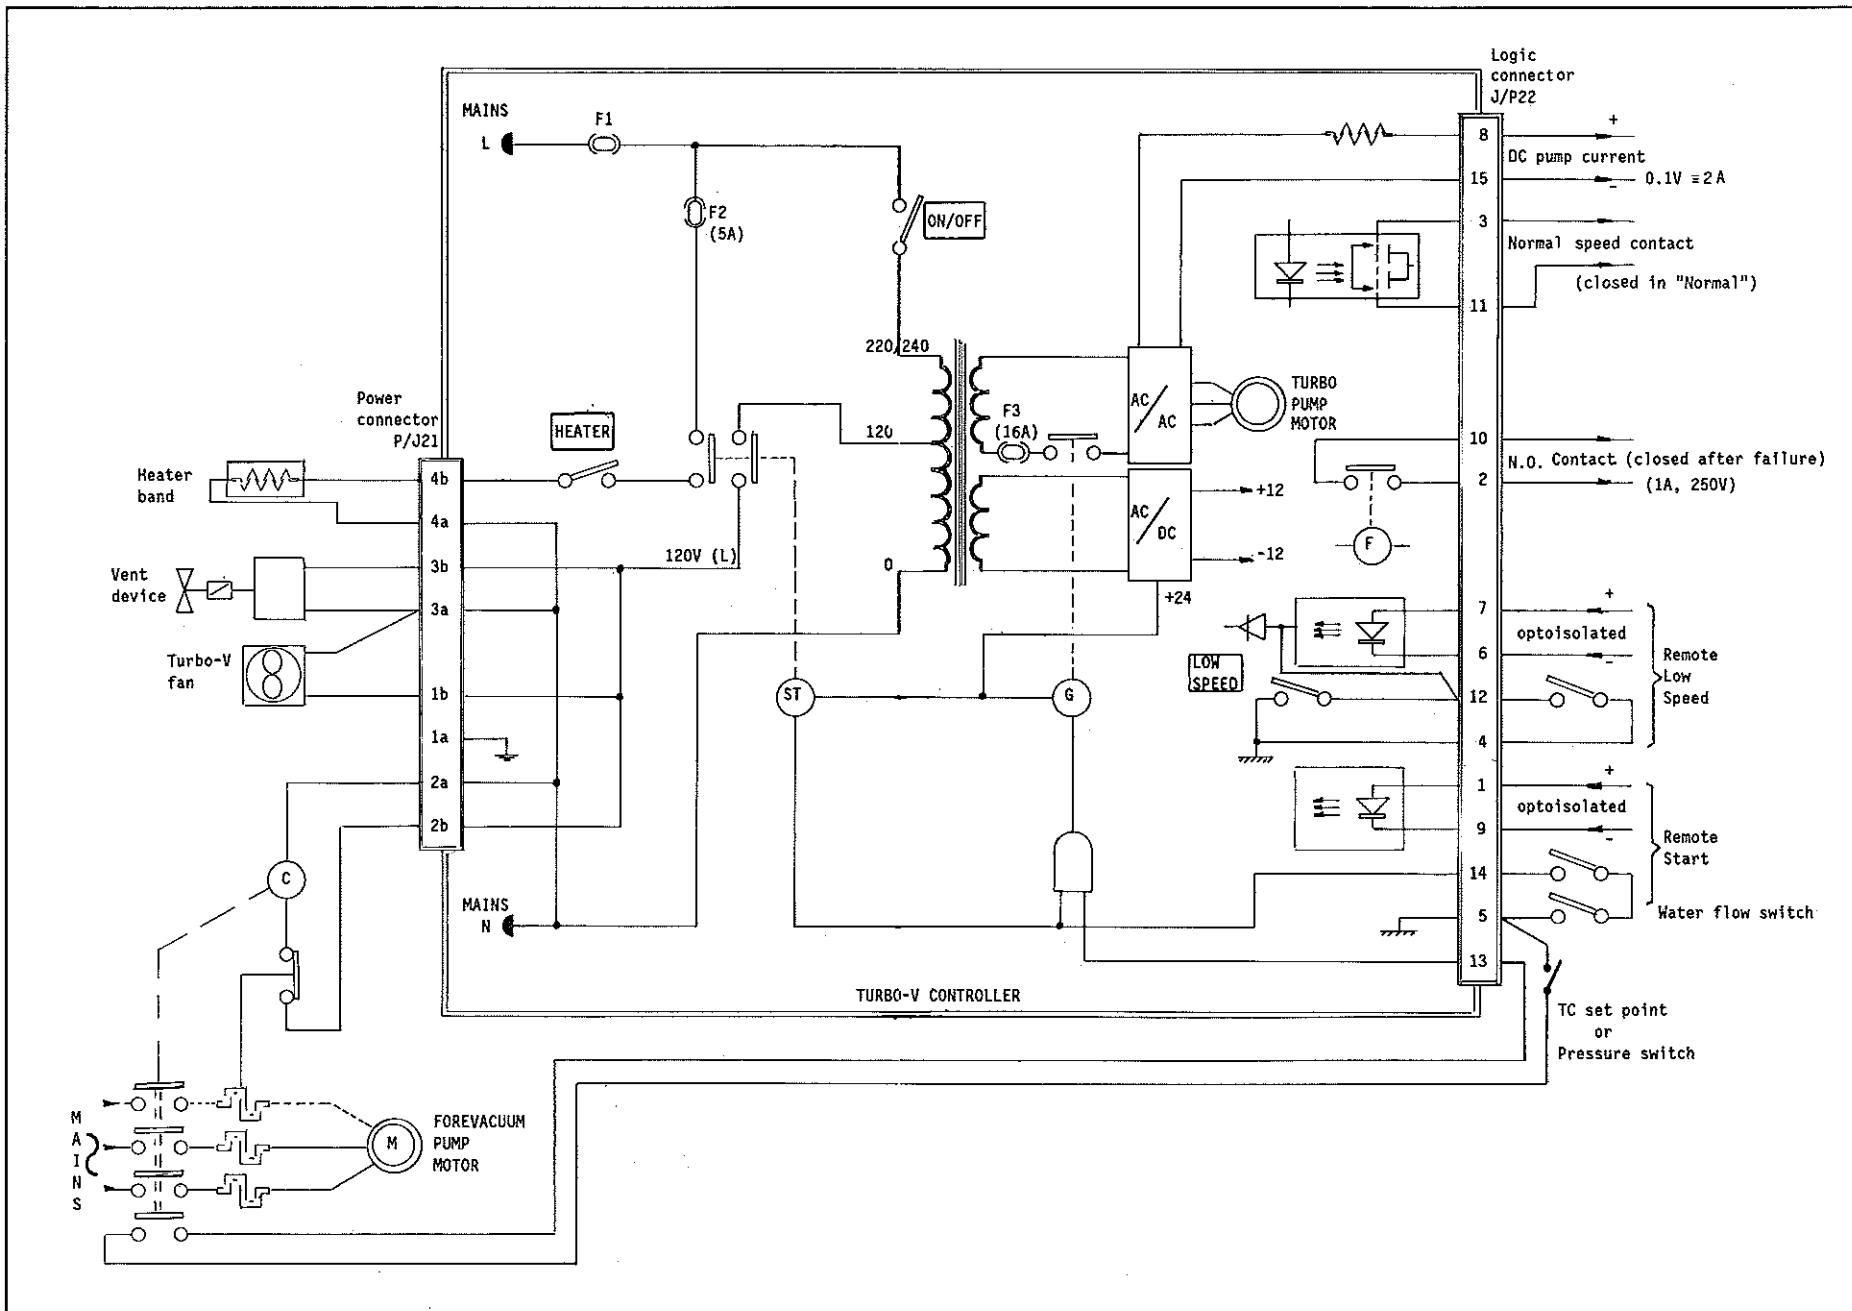 Logic
connector
J/P22
MAINS
L
F1
F2
(5A)
ON/OFF
8
+
DC pump current
15
-
0.1V ≡ 2 A
3
Normal speed contact
(closed in "Normal")
11
220/240
120
0
F3
(16A)
AC/AC
TURBO
PUMP
MOTOR
Power
connector
P/J21
HEATER
10
N.O. Contact (closed after failure)
2
(1A, 250V)
F
AC/DC
+12
-12
+24
Heater
band
4b
4a
120V (L)
Vent
device
3b
3a
Turbo-V
fan
1b
1a
2a
2b
ST
G
LOW
SPEED
7
+
optoisolated
6
-
Remote
Low
Speed
12
4
1
+
optoisolated
9
-
Remote
Start
14
5
Water flow switch
13
C
MAINS
N
TURBO-V CONTROLLER
TC set point
or
Pressure switch
MAINS
M
FOREVACUUM
PUMP
MOTOR